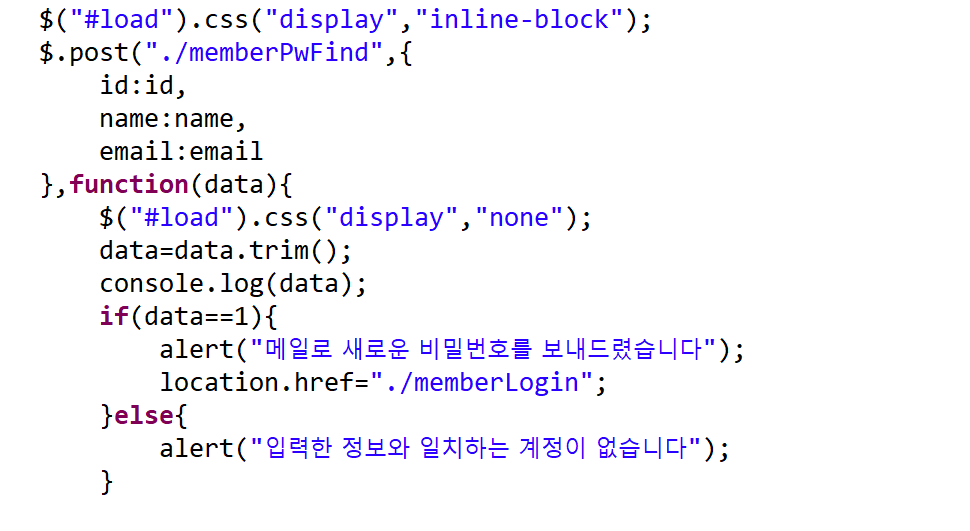 $("#load").css("display","inline-block");
$.post("./memberPwFind",{
id:id,
name:name,
email:email
},function(data){
$("#load").css("display","none");
data=data.trim();
console.log(data);
if(data==1){
alert("메일로 새로운 비밀번호를 보내드렸습니다");
location.href="./memberLogin";
}else{
alert("입력한 정보와 일치하는 계정이 없습니다");
}